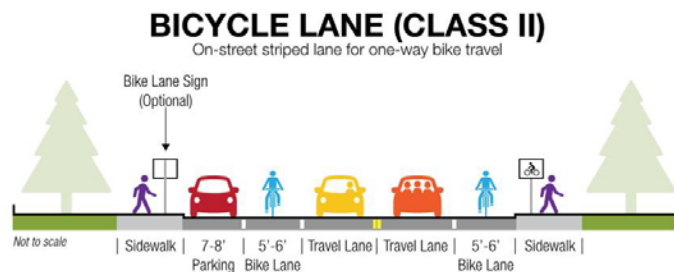 BICYCLE LANE (CLASS II)
On-street striped lane for one-way bike travel
Bike Lane Sign
(Optional)
Not to scale
| Sidewalk | 7-8' | 5'-6' | Travel Lane | Travel Lane | 5'-6' | Sidewalk |
Parking Bike Lane Bike Lane